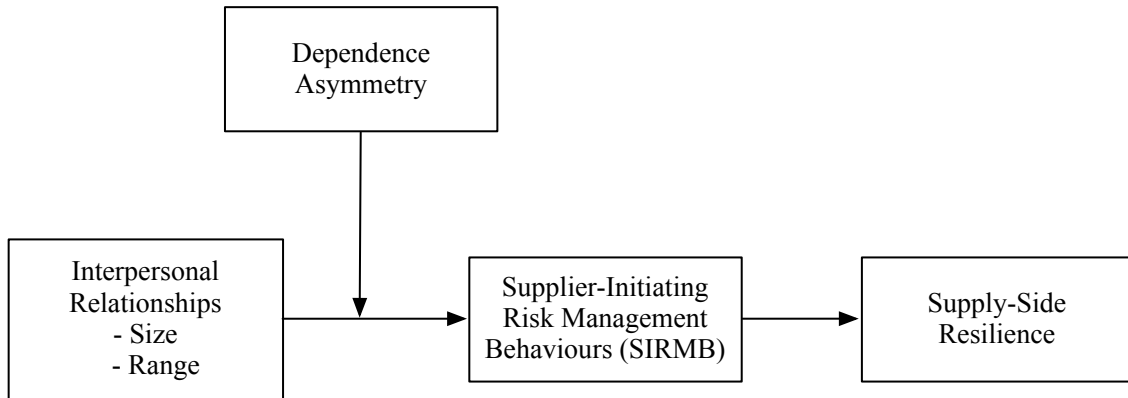 Dependence
Asymmetry
Interpersonal
Relationships
- Size
- Range
Supplier-Initiating
Risk Management
Behaviours (SIRMB)
Supply-Side
Resilience